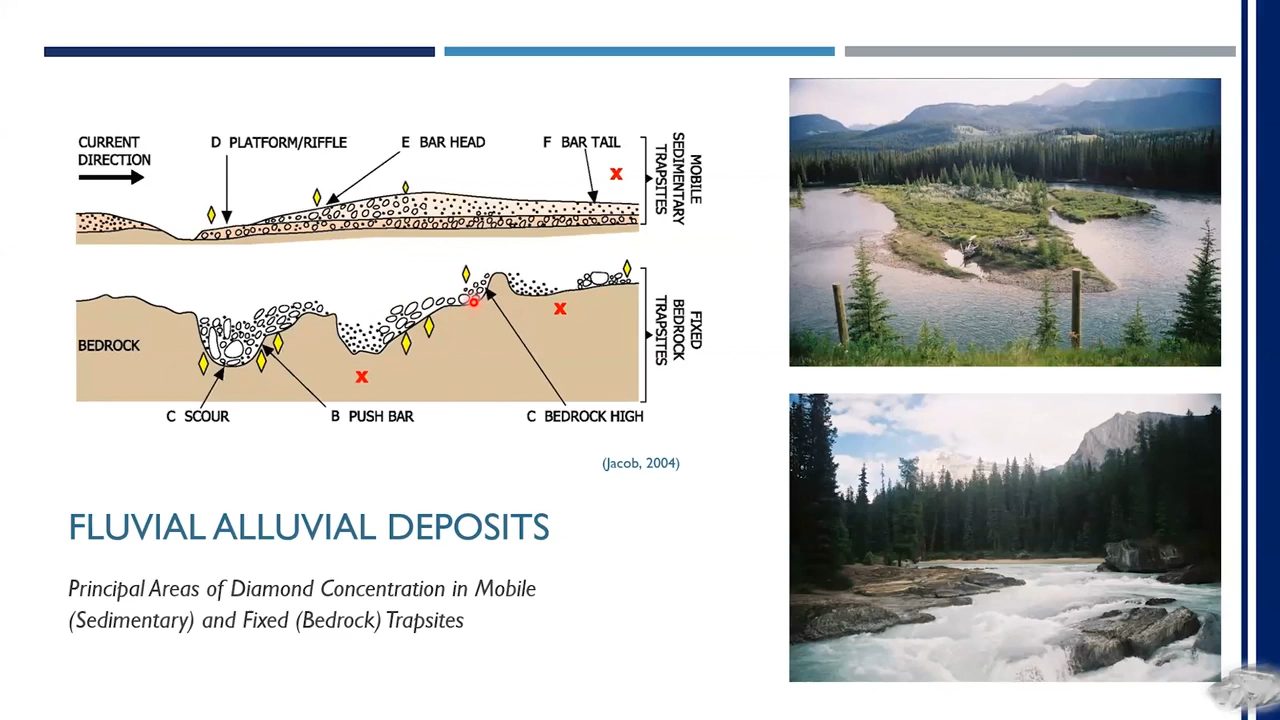 CURRENT
DIRECTION
D PLATFORM/RIFFLE
E BAR HEAD
F BAR TAIL
X
MOBILE
SEDIMENTARY
TRAPSITES
BEDROCK
X
X
FIXED
BEDROCK
TRAPSITES
C SCOUR
B PUSH BAR
C BEDROCK HIGH
(Jacob, 2004)
FLUVIAL ALLUVIAL DEPOSITS
Principal Areas of Diamond Concentration in Mobile
(Sedimentary) and Fixed (Bedrock) Trapsites